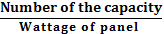 Number of the capacity
Wattage of panel